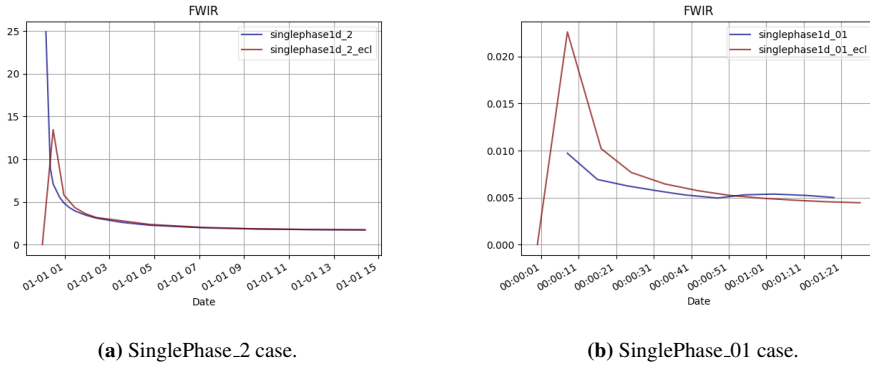 FWIR
singlephase1d_2
singlephase1d_2_ecl
25
20
15
10
5
0
01-01 01
01-01 03
01-01 05
01-01 07
01-01 09
01-01 11
01-01 13
01-01 15
Date
(a) SinglePhase_2 case.
FWIR
singlephase1d_01
singlephase1d_01_ecl
0.020
0.015
0.010
0.005
0.000
00:00:01
00:00:11
00:00:21
00:00:31
00:00:41
00:00:51
00:01:01
00:01:11
00:01:21
Date
(b) SinglePhase_01 case.